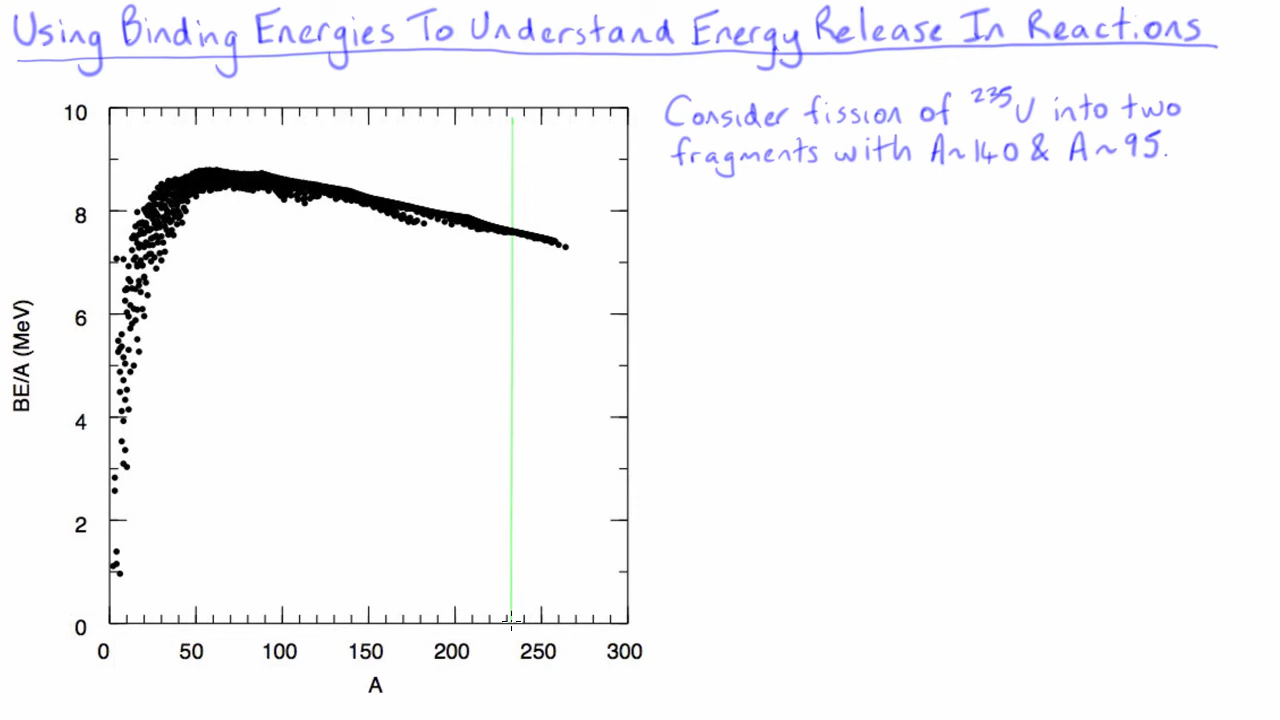 Using Binding Energies To Understand Energy Release In Reactions
Consider fission of ²³⁵U into two
fragments with A~140 & A~95.
10
8
6
4
2
0
BE/A (MeV)
0 50 100 150 200 250 300
A